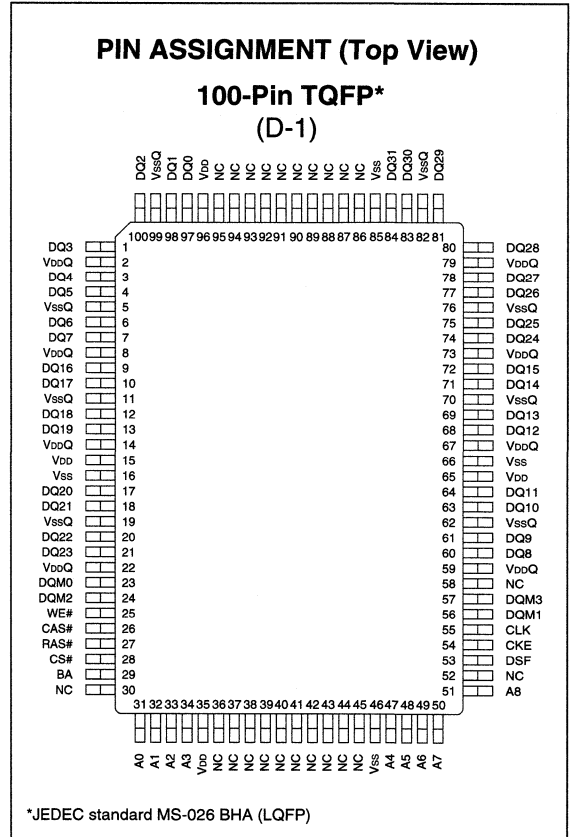 PIN ASSIGNMENT (Top View)
100-Pin TQFP*
(D-1)
DQ2 VssQ DQ1 DQ0 VDD NC NC NC NC NC NC NC NC NC NC Vss DQ31 DQ30 VssQ DQ29
100 99 98 97 96 95 94 93 92 91 90 89 88 87 86 85 84 83 82 81
DQ3 1 80 DQ28
VDDQ 2 79 VDDQ
DQ4 3 78 DQ27
DQ5 4 77 DQ26
VssQ 5 76 VssQ
DQ6 6 75 DQ25
DQ7 7 74 DQ24
VDDQ 8 73 VDDQ
DQ16 9 72 DQ15
DQ17 10 71 DQ14
VssQ 11 70 VssQ
DQ18 12 69 DQ13
DQ19 13 68 DQ12
VDDQ 14 67 VDDQ
VDD 15 66 Vss
Vss 16 65 VDD
DQ20 17 64 DQ11
DQ21 18 63 DQ10
VssQ 19 62 VssQ
DQ22 20 61 DQ9
DQ23 21 60 DQ8
VDDQ 22 59 VDDQ
DQM0 23 58 NC
DQM2 24 57 DQM3
WE# 25 56 DQM1
CAS# 26 55 CLK
RAS# 27 54 CKE
CS# 28 53 DSF
BA 29 52 NC
NC 30 51 A8
31 32 33 34 35 36 37 38 39 40 41 42 43 44 45 46 47 48 49 50
A0 A1 A2 A3 VDD NC NC NC NC NC NC NC NC NC NC Vss A4 A5 A6 A7
*JEDEC standard MS-026 BHA (LQFP)